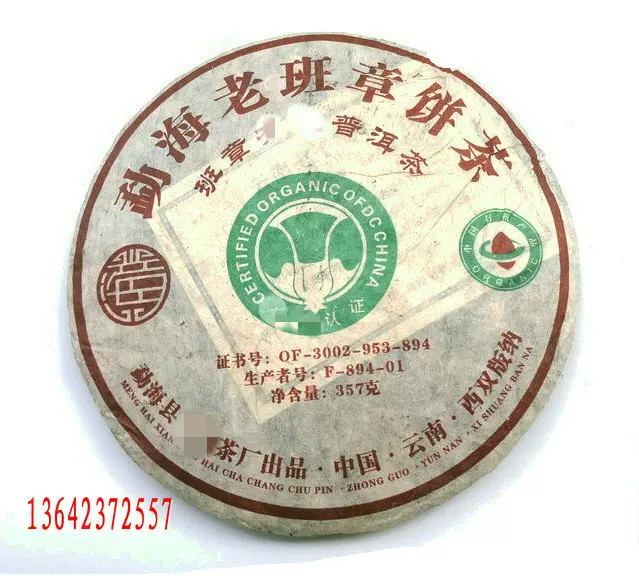 勐海老班章饼茶
班章 普洱茶
CERTIFIED ORGANIC OFDC CHINA
认证
中国有机产品
ORGANIC
证书号: OF-3002-953-894
生产者号: F-894-01
净含量: 357克
勐海县 茶厂出品·中国·云南·西双版纳
MENG HAI XIAN HAI CHA CHANG CHU PIN - ZHONG GUO - YUN NAN - XI SHUANG BAN NA
13642372557